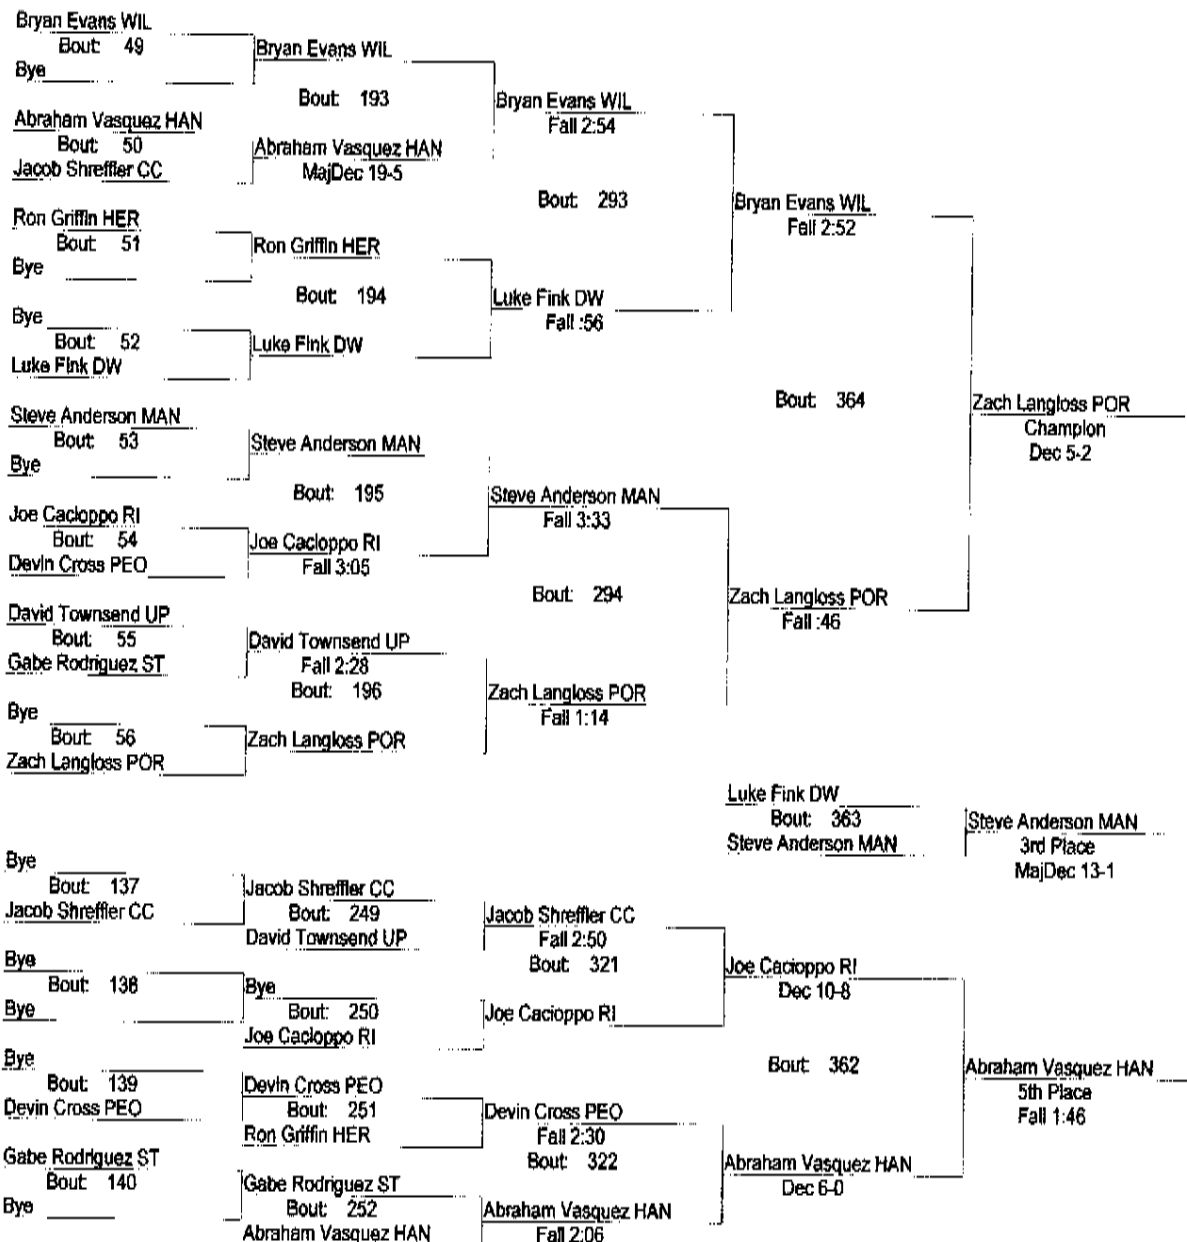 Bryan Evans WIL
Bout: 49
Bye
Bryan Evans WIL
Bout: 193
Abraham Vasquez HAN
Bout: 50
Jacob Shreffler CC
Abraham Vasquez HAN
MajDec 19-5
Bryan Evans WIL
Fall 2:54
Bout: 293
Ron Griffin HER
Bout: 51
Bye
Ron Griffin HER
Bout: 194
Bye
Bout: 52
Luke Fink DW
Luke Fink DW
Luke Fink DW
Fall :56
Bryan Evans WIL
Fall 2:52
Bout: 364
Zach Langloss POR
Champion
Dec 5-2
Steve Anderson MAN
Bout: 53
Bye
Steve Anderson MAN
Bout: 195
Joe Cacioppo RI
Bout: 54
Devin Cross PEO
Joe Cacioppo RI
Fall 3:05
Steve Anderson MAN
Fall 3:33
Bout: 294
David Townsend UP
Bout: 55
Gabe Rodriguez ST
David Townsend UP
Fall 2:28
Bout: 196
Bye
Bout: 56
Zach Langloss POR
Zach Langloss POR
Zach Langloss POR
Fall 1:14
Zach Langloss POR
Fall :46
Luke Fink DW
Bout: 363
Steve Anderson MAN
Steve Anderson MAN
3rd Place
MajDec 13-1
Bye
Bout: 137
Jacob Shreffler CC
Jacob Shreffler CC
Bout: 249
David Townsend UP
Jacob Shreffler CC
Fall 2:50
Bout: 321
Bye
Bout: 138
Bye
Bye
Bout: 250
Joe Cacioppo RI
Joe Cacioppo RI
Joe Cacioppo RI
Dec 10-8
Bout: 362
Bye
Bout: 139
Devin Cross PEO
Devin Cross PEO
Bout: 251
Ron Griffin HER
Devin Cross PEO
Fall 2:30
Bout: 322
Gabe Rodriguez ST
Bout: 140
Bye
Gabe Rodriguez ST
Bout: 252
Abraham Vasquez HAN
Abraham Vasquez HAN
Fall 2:06
Abraham Vasquez HAN
Dec 6-0
Abraham Vasquez HAN
5th Place
Fall 1:46